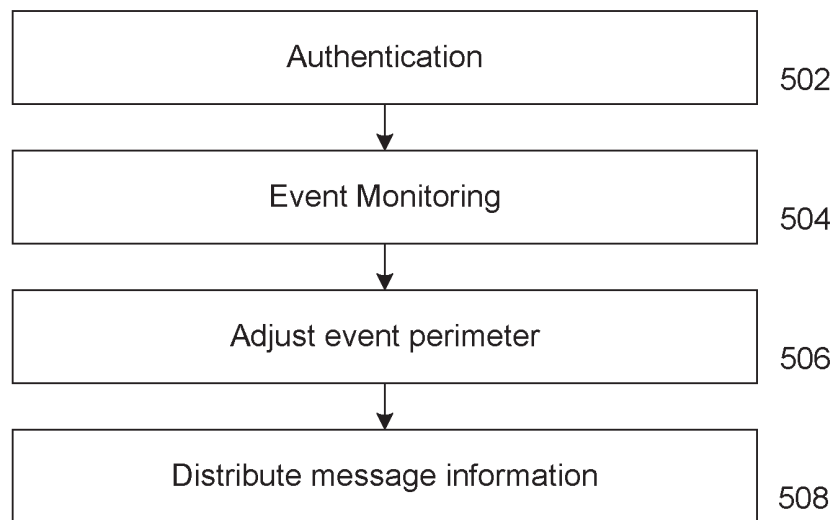 Authentication
502
Event Monitoring
504
Adjust event perimeter
506
Distribute message information
508